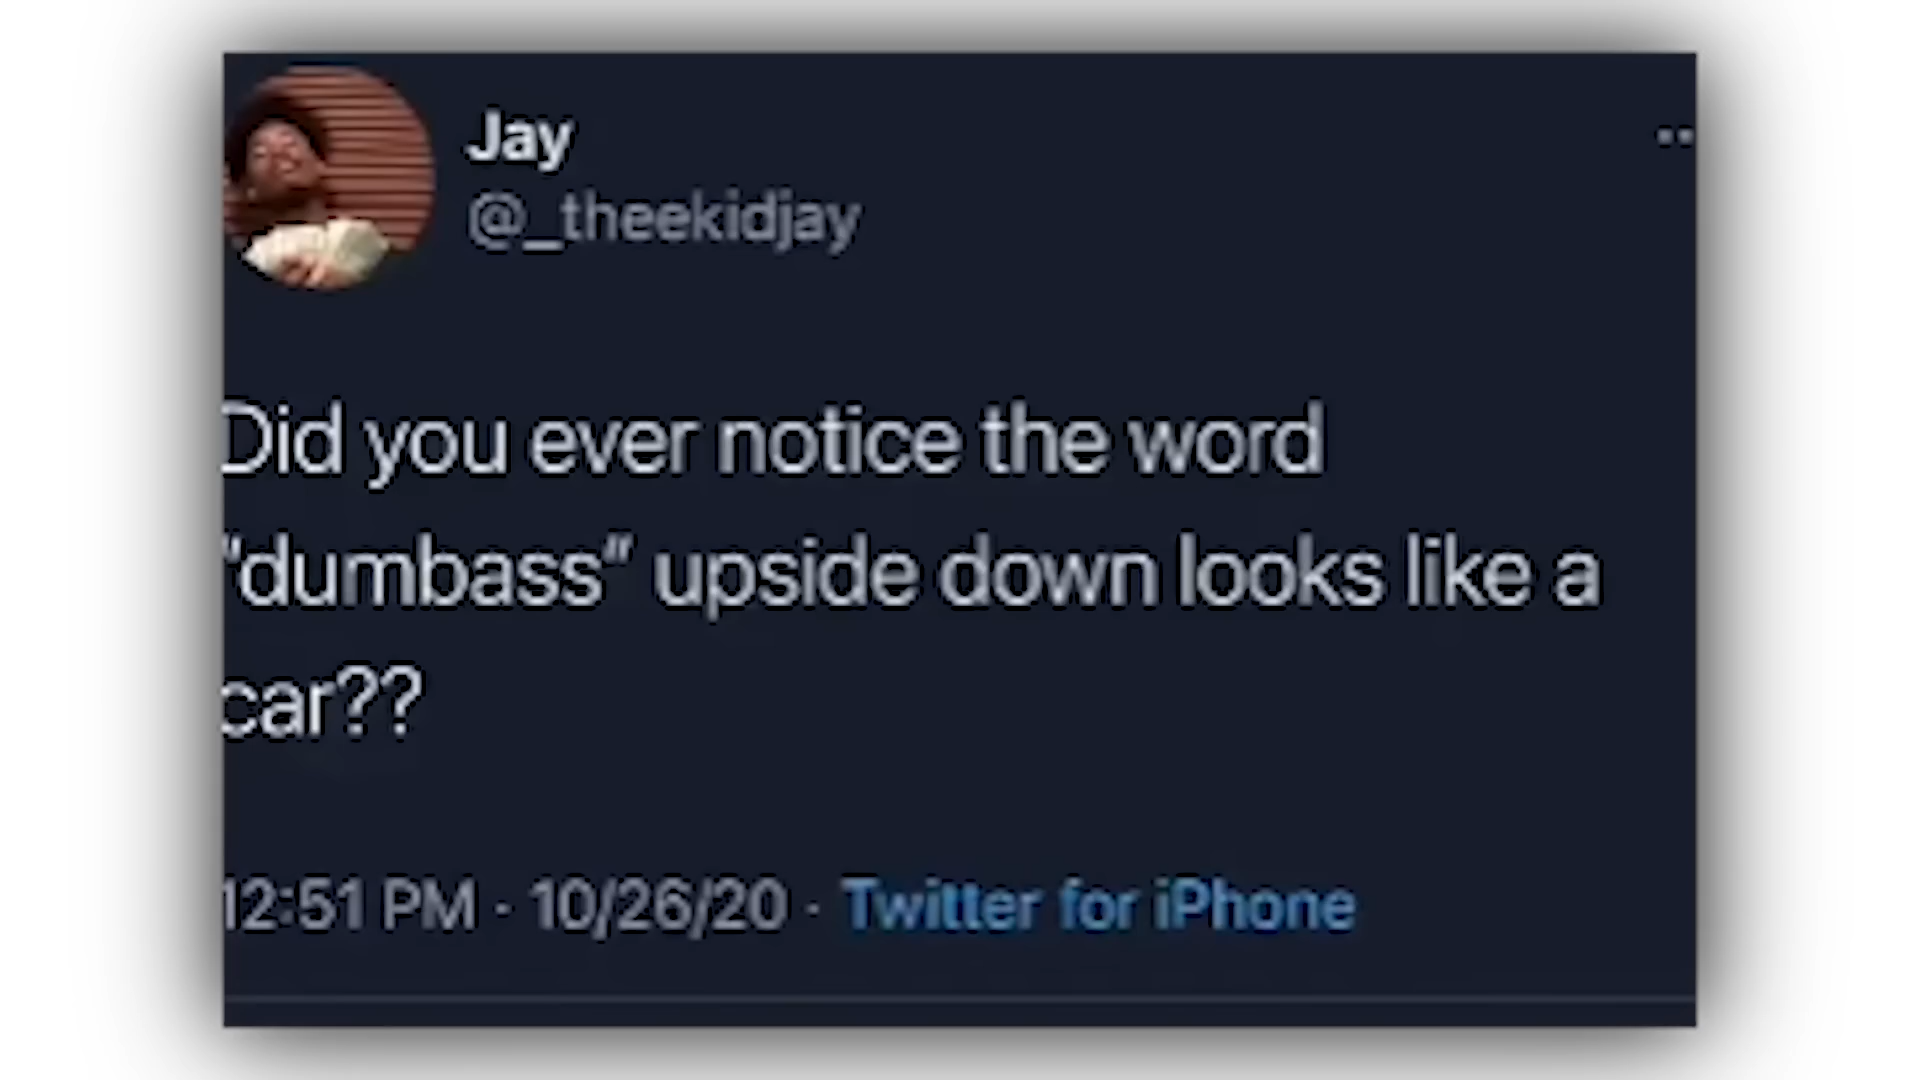 Jay
@_theekidjay
Did you ever notice the word
"dumbass" upside down looks like a
car??
12:51 PM · 10/26/20 · Twitter for iPhone